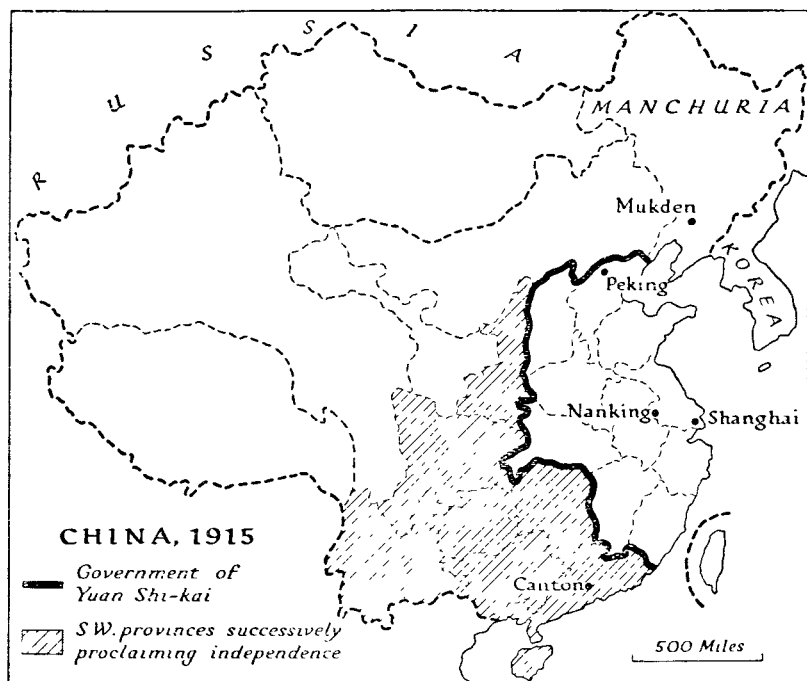 RUSSIA
MANCHURIA
Mukden
KOREA
Peking
Nanking
Shanghai
Canton
CHINA, 1915
Government of
Yuan Shi-kai
S.W. provinces successively
proclaiming independence
500 Miles